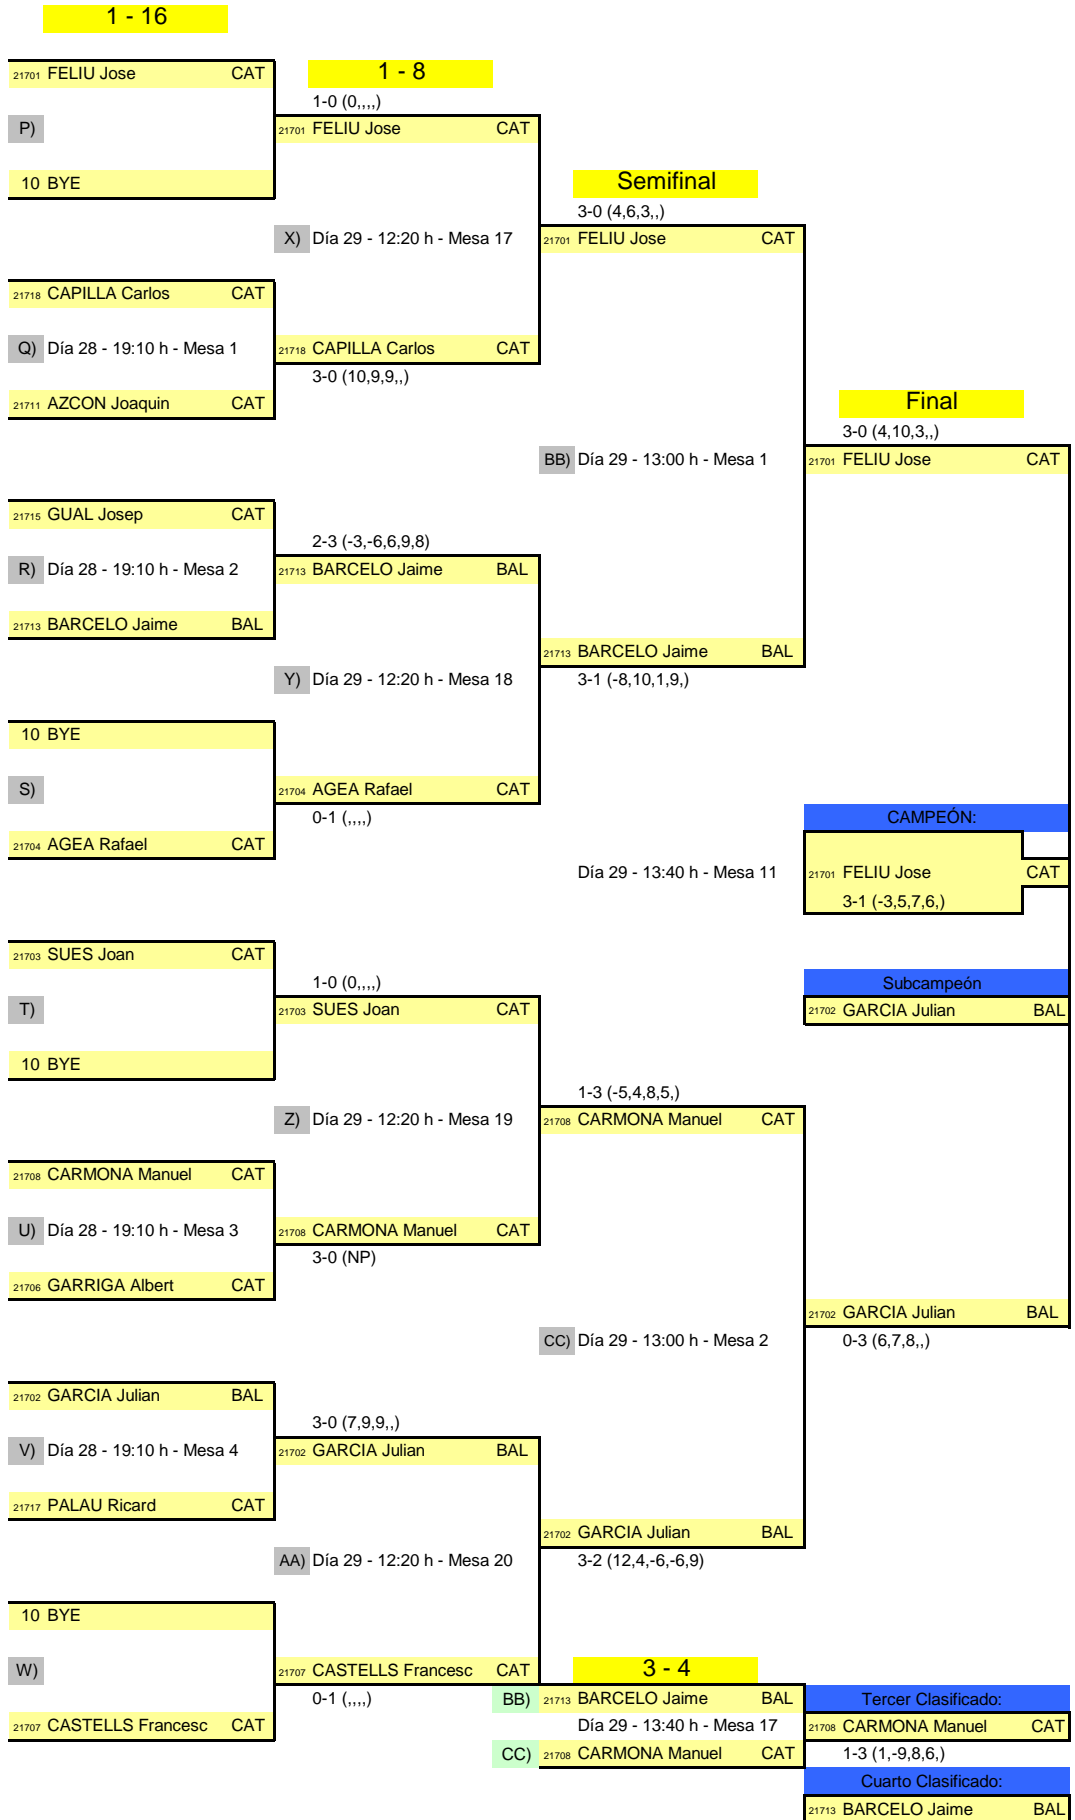 1 - 16
21701 FELIU Jose CAT
1 - 8
1-0 (0,,,,)
P)
21701 FELIU Jose CAT
10 BYE
Semifinal
3-0 (4,6,3,,)
X) Día 29 - 12:20 h - Mesa 17
21701 FELIU Jose CAT
21718 CAPILLA Carlos CAT
Q) Día 28 - 19:10 h - Mesa 1
21718 CAPILLA Carlos CAT
3-0 (10,9,9,,)
21711 AZCON Joaquin CAT
Final
3-0 (4,10,3,,)
BB) Día 29 - 13:00 h - Mesa 1
21701 FELIU Jose CAT
21715 GUAL Josep CAT
2-3 (-3,-6,6,9,8)
R) Día 28 - 19:10 h - Mesa 2
21713 BARCELO Jaime BAL
21713 BARCELO Jaime BAL
21713 BARCELO Jaime BAL
Y) Día 29 - 12:20 h - Mesa 18
3-1 (-8,10,1,9,)
10 BYE
S)
21704 AGEA Rafael CAT
0-1 (,,,,)
CAMPEÓN:
21704 AGEA Rafael CAT
Día 29 - 13:40 h - Mesa 11
21701 FELIU Jose CAT
3-1 (-3,5,7,6,)
21703 SUES Joan CAT
1-0 (0,,,,)
Subcampeón
T)
21703 SUES Joan CAT
21702 GARCIA Julian BAL
10 BYE
1-3 (-5,4,8,5,)
Z) Día 29 - 12:20 h - Mesa 19
21708 CARMONA Manuel CAT
21708 CARMONA Manuel CAT
U) Día 28 - 19:10 h - Mesa 3
21708 CARMONA Manuel CAT
3-0 (NP)
21706 GARRIGA Albert CAT
21702 GARCIA Julian BAL
CC) Día 29 - 13:00 h - Mesa 2
0-3 (6,7,8,,)
21702 GARCIA Julian BAL
3-0 (7,9,9,,)
V) Día 28 - 19:10 h - Mesa 4
21702 GARCIA Julian BAL
21717 PALAU Ricard CAT
21702 GARCIA Julian BAL
AA) Día 29 - 12:20 h - Mesa 20
3-2 (12,4,-6,-6,9)
10 BYE
W)
21707 CASTELLS Francesc CAT
3 - 4
0-1 (,,,,)
BB) 21713 BARCELO Jaime BAL
Tercer Clasificado:
21707 CASTELLS Francesc CAT
Día 29 - 13:40 h - Mesa 17
21708 CARMONA Manuel CAT
CC) 21708 CARMONA Manuel CAT
1-3 (1,-9,8,6,)
Cuarto Clasificado:
21713 BARCELO Jaime BAL